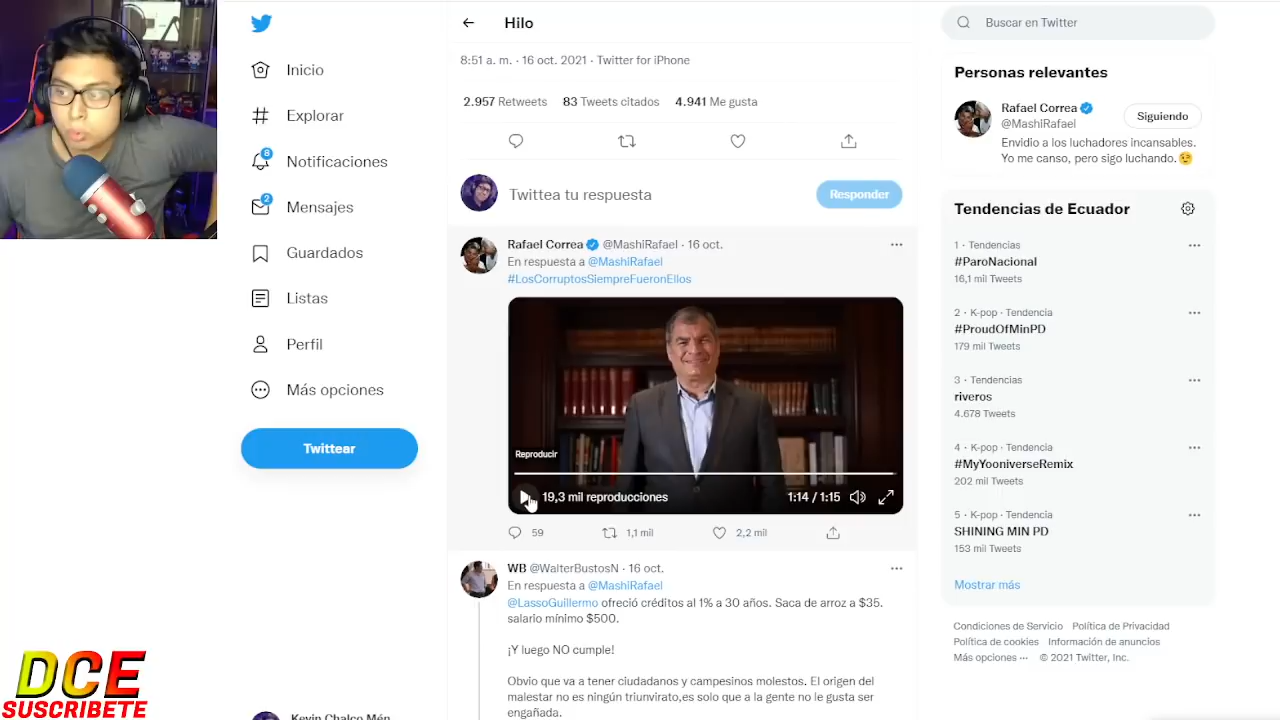 Inicio
Explorar
8
Notificaciones
2
Mensajes
Guardados
Listas
Perfil
Más opciones
Twittear
DCE
SUSCRIBETE
Hilo
8:51 a. m. · 16 oct. 2021 · Twitter for iPhone
2.957 Retweets 83 Tweets citados 4.941 Me gusta
Twittea tu respuesta
Responder
Rafael Correa @MashiRafael · 16 oct.
En respuesta a @MashiRafael
#LosCorruptosSiempreFueronEllos
Reproducir
19,3 mil reproducciones 1:14 / 1:15
59 1,1 mil 2,2 mil
WB @WalterBustosN · 16 oct.
En respuesta a @MashiRafael
@LassoGuillermo ofreció créditos al 1% a 30 años. Saca de arroz a $35.
salario mínimo $500.
¡Y luego NO cumple!
Obvio que va a tener ciudadanos y campesinos molestos. El origen del
malestar no es ningún triunvirato,es solo que a la gente no le gusta ser
engañada.
Buscar en Twitter
Personas relevantes
Rafael Correa
@MashiRafael
Siguiendo
Envidio a los luchadores incansables.
Yo me canso, pero sigo luchando.😉
Tendencias de Ecuador
1 · Tendencias
#ParoNacional
16,1 mil Tweets
2 · K-pop · Tendencia
#ProudOfMinPD
179 mil Tweets
3 · Tendencias
riveros
4.678 Tweets
4 · K-pop · Tendencia
#MyYooniverseRemix
202 mil Tweets
5 · K-pop · Tendencia
SHINING MIN PD
153 mil Tweets
Mostrar más
Condiciones de Servicio Política de Privacidad
Política de cookies Información de anuncios
Más opciones ··· © 2021 Twitter, Inc.
Kevin Chalco Mén